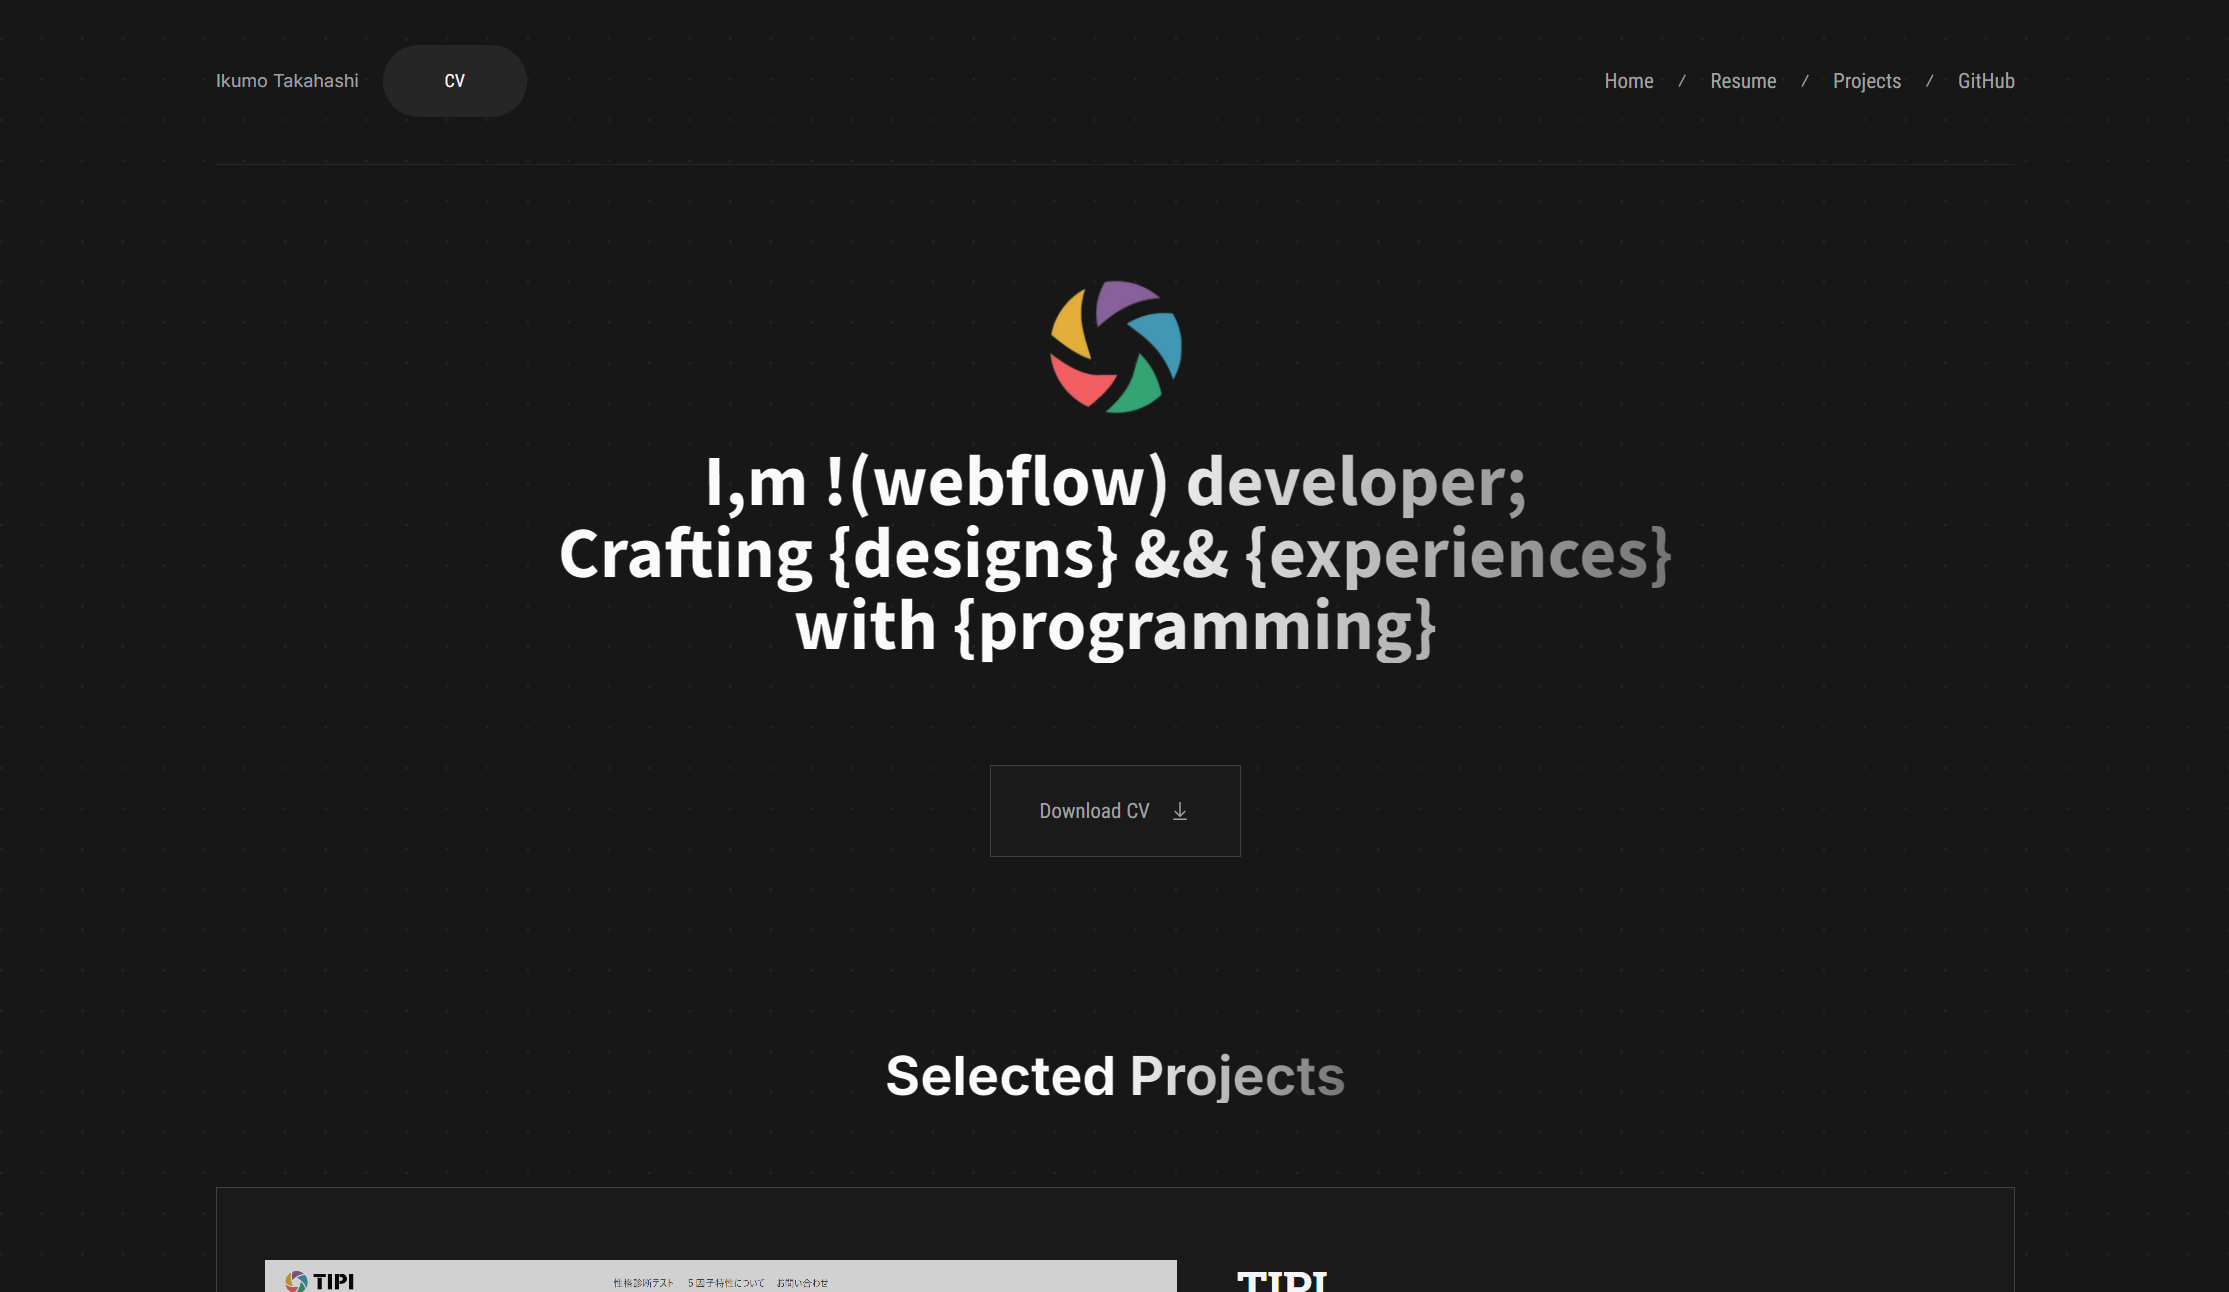 Ikumo Takahashi
CV
Home / Resume / Projects / GitHub
I,m !(webflow) developer;
Crafting {designs} && {experiences}
with {programming}
Download CV
Selected Projects
TIPI
性格診断テスト 5因子特性について お問い合わせ
TIPI